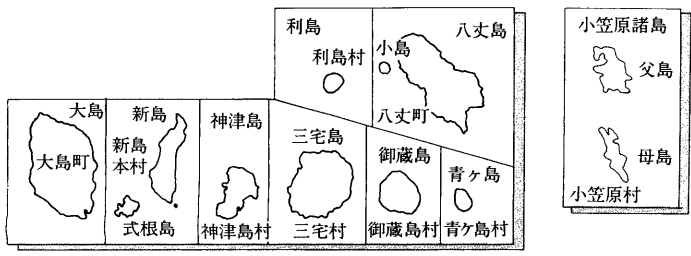 利島
利島村
八丈島
小島
八丈町
小笠原諸島
父島
母島
小笠原村
大島
大島町
新島
新島
本村
式根島
神津島
神津島村
三宅島
三宅村
御蔵島
御蔵島村
青ヶ島
青ケ島村